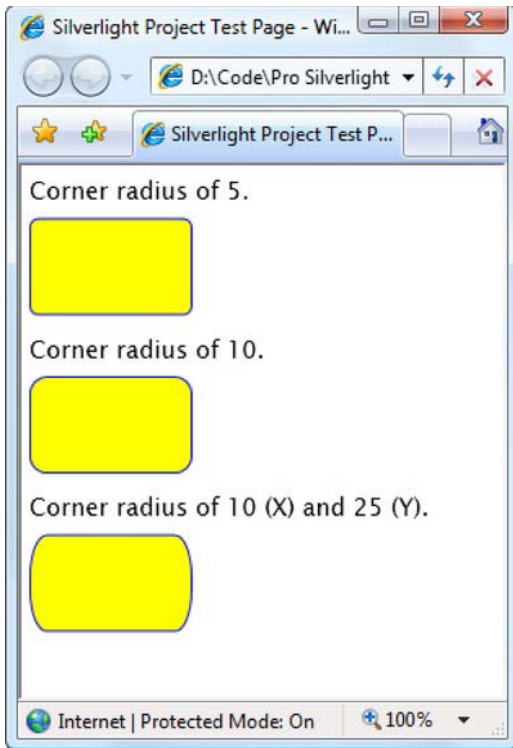 Silverlight Project Test Page - Wi...
D:\Code\Pro Silverlight
Silverlight Project Test P...
Corner radius of 5.
Corner radius of 10.
Corner radius of 10 (X) and 25 (Y).
Internet | Protected Mode: On 100%